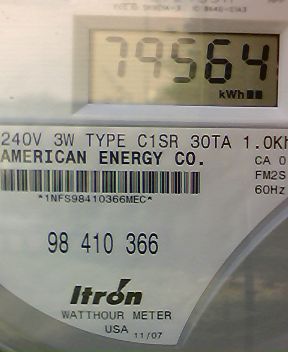 79564
kWh
240V 3W TYPE C1SR 30TA 1.0Kh
AMERICAN ENERGY CO.
CA 0
FM2S
60Hz
*1NFS98410366MEC*
98 410 366
Itrón
WATTHOUR METER
USA 11/07